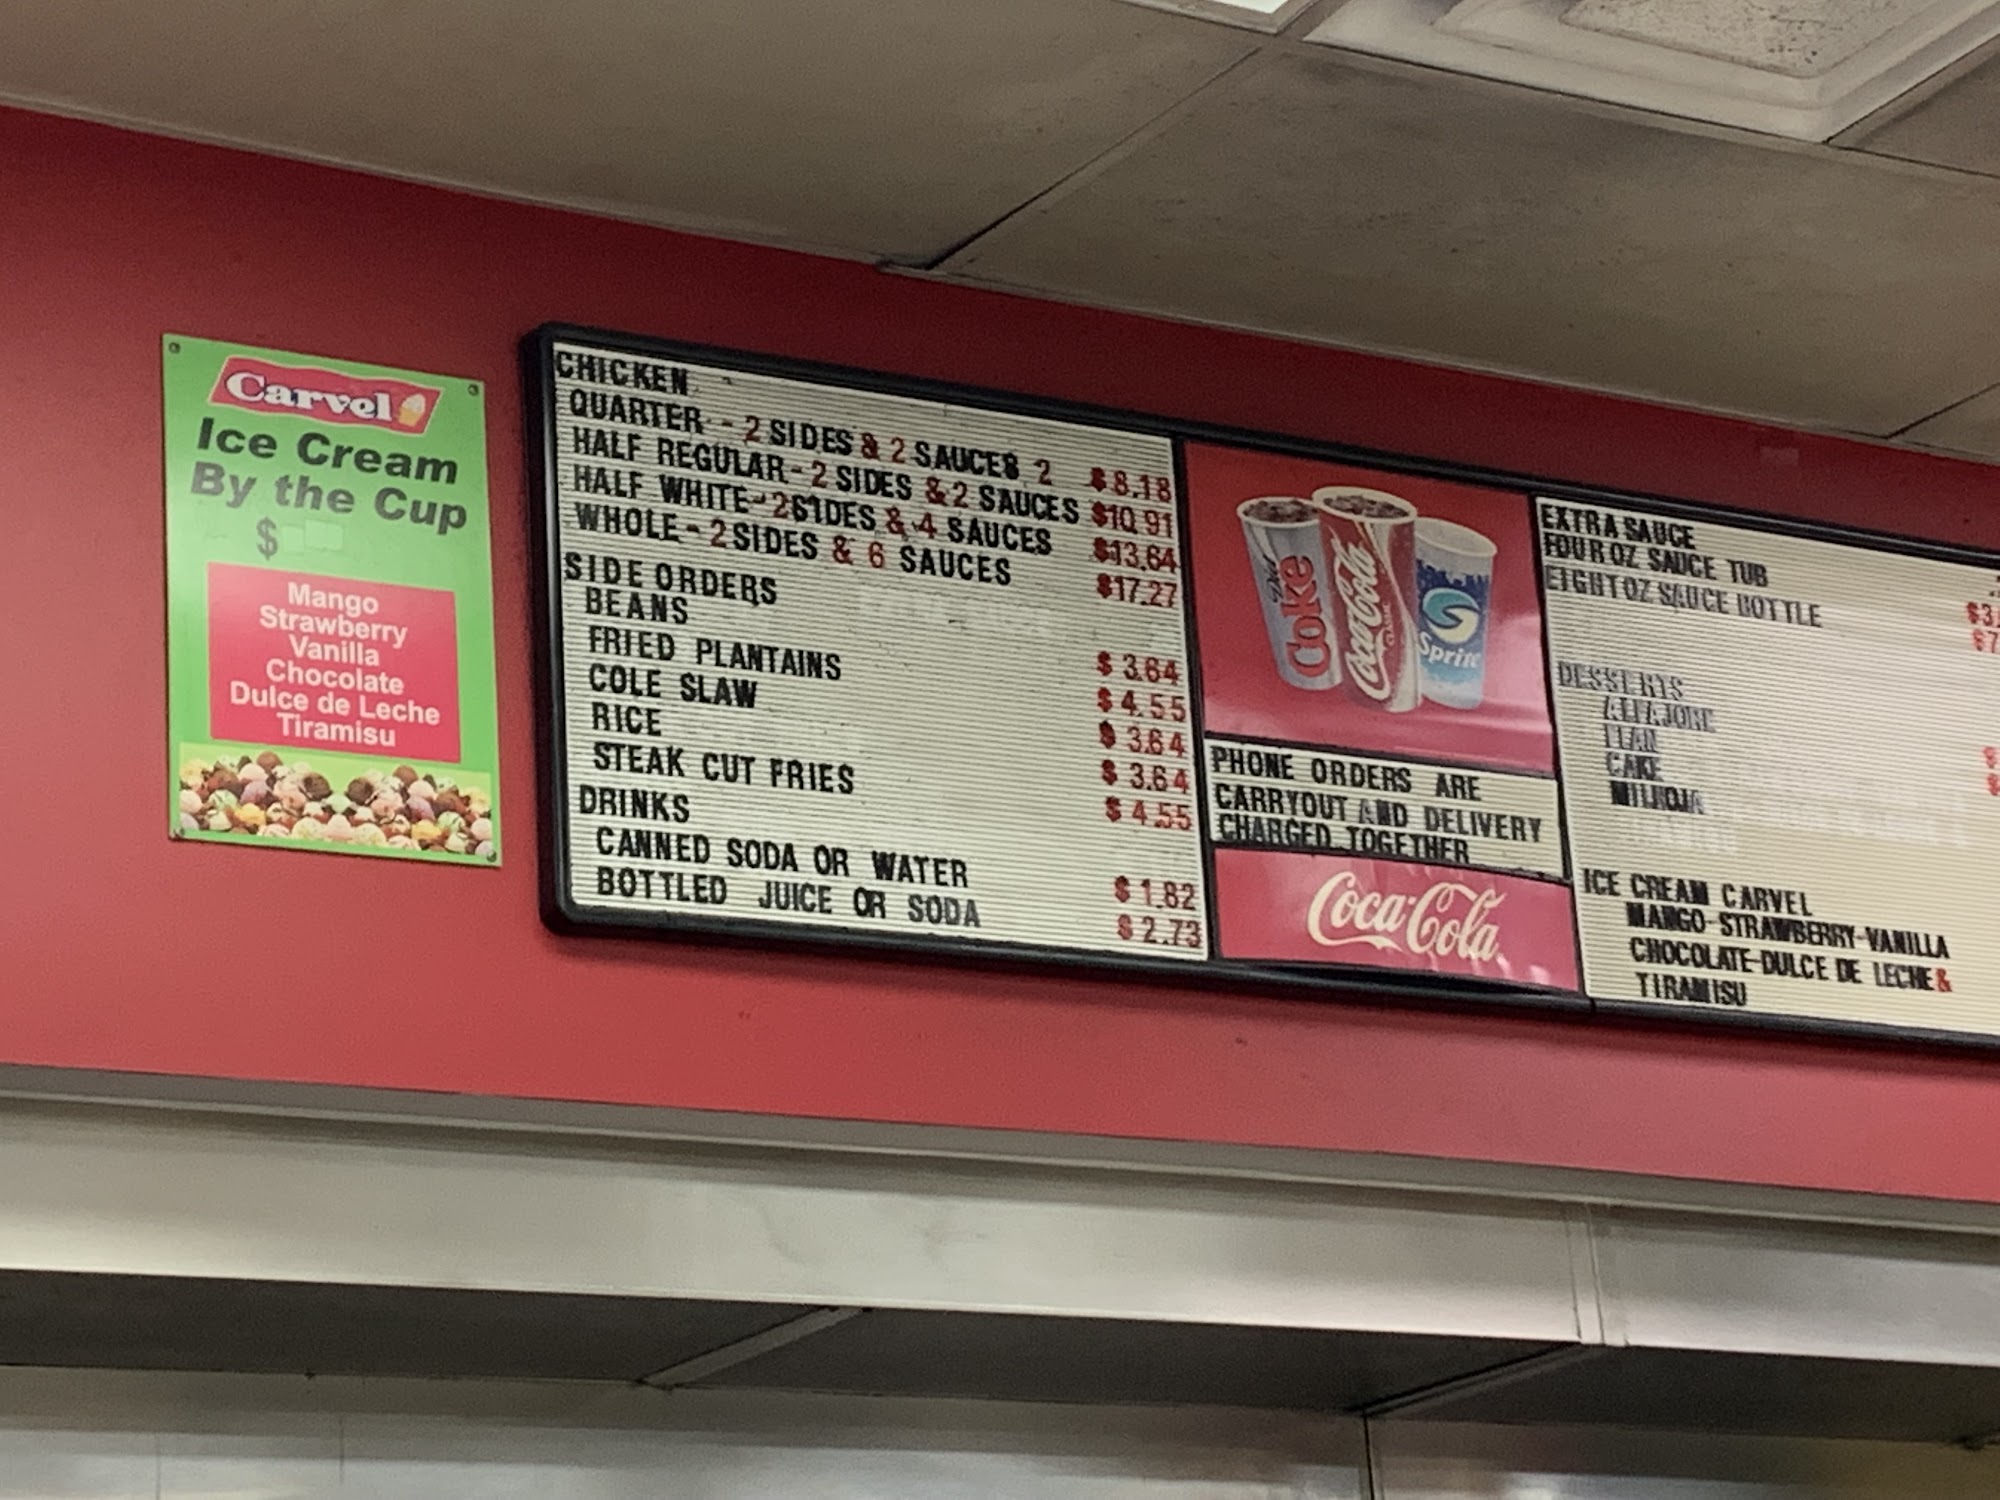 Carvel
Ice Cream
By the Cup
$
Mango
Strawberry
Vanilla
Chocolate
Dulce de Leche
Tiramisu
CHICKEN
QUARTER - 2 SIDES & 2 SAUCES 2 $8.18
HALF REGULAR - 2 SIDES & 2 SAUCES $10.91
HALF WHITE - 2 SIDES & 4 SAUCES $13.64
WHOLE - 2 SIDES & 6 SAUCES $17.27
SIDE ORDERS
BEANS $3.64
FRIED PLANTAINS $4.55
COLE SLAW $3.64
RICE $3.64
STEAK CUT FRIES $4.55
DRINKS
CANNED SODA OR WATER $1.82
BOTTLED JUICE OR SODA $2.73
Diet Coke
Coca-Cola
Sprite
PHONE ORDERS ARE
CARRYOUT AND DELIVERY
CHARGED TOGETHER
Coca-Cola
EXTRA SAUCE
FOUR OZ SAUCE TUB $3
EIGHT OZ SAUCE BOTTLE $7
DESSERTS
ALFAJORE
FLAN $
CAKE $
MILHOJA
ICE CREAM CARVEL
MANGO-STRAWBERRY-VANILLA
CHOCOLATE-DULCE DE LECHE &
TIRAMISU